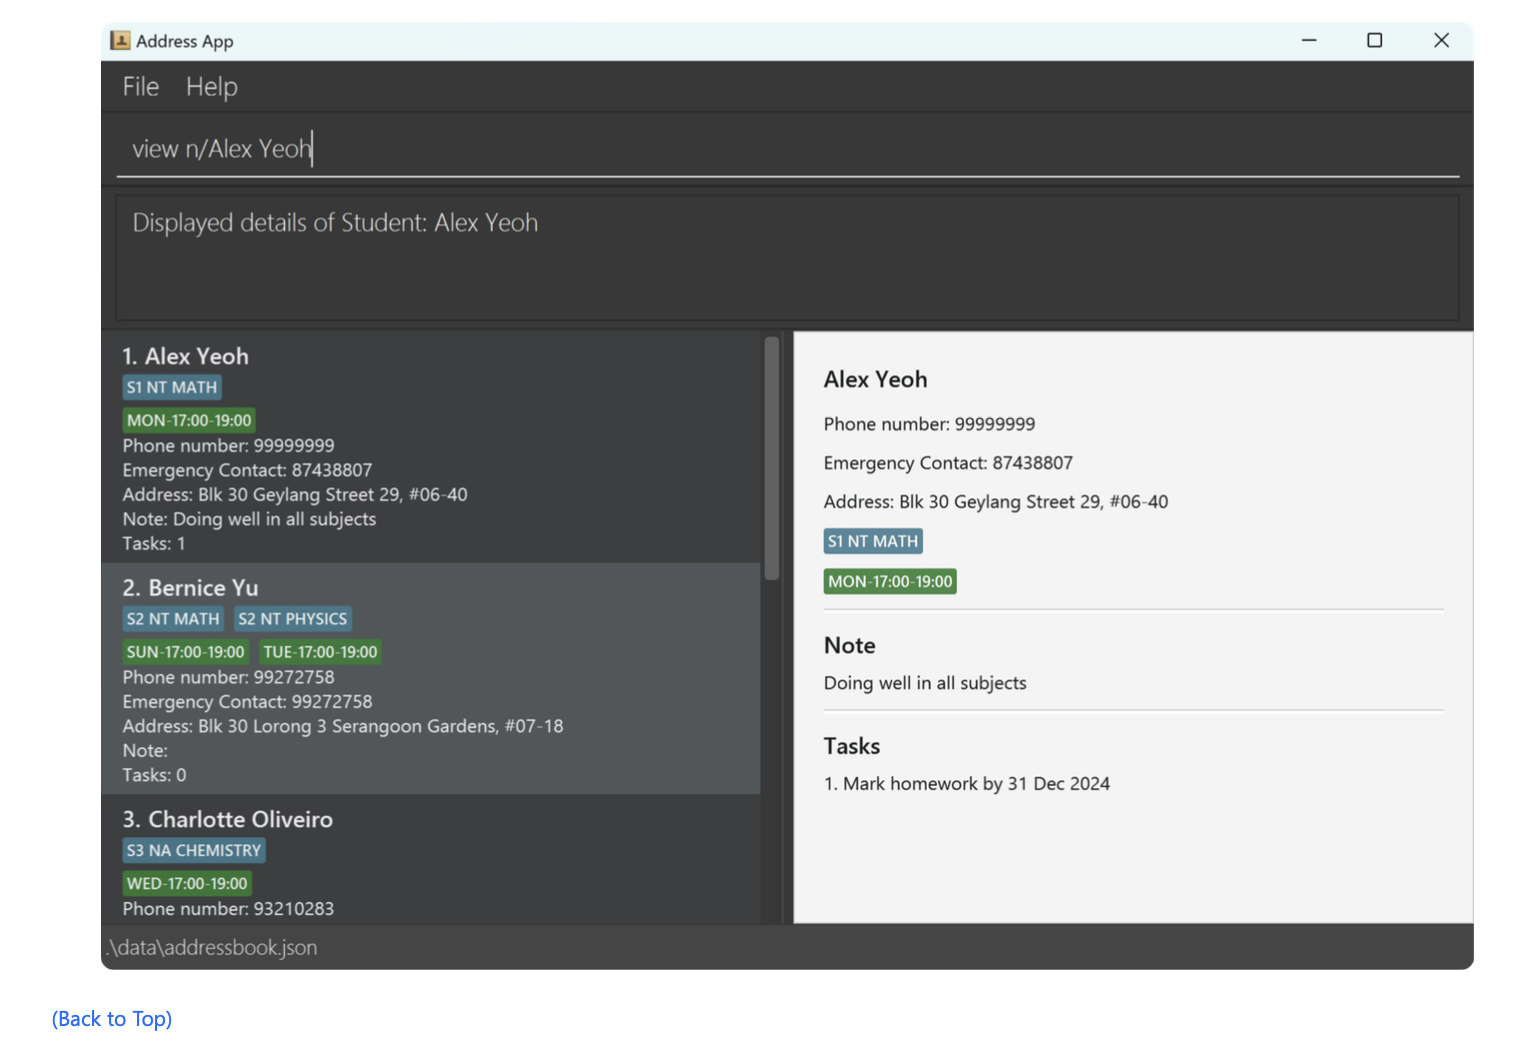 Address App
File Help
view n/Alex Yeoh
Displayed details of Student: Alex Yeoh
1. Alex Yeoh
S1 NT MATH
MON-17:00-19:00
Phone number: 99999999
Emergency Contact: 87438807
Address: Blk 30 Geylang Street 29, #06-40
Note: Doing well in all subjects
Tasks: 1
2. Bernice Yu
S2 NT MATH S2 NT PHYSICS
SUN-17:00-19:00 TUE-17:00-19:00
Phone number: 99272758
Emergency Contact: 99272758
Address: Blk 30 Lorong 3 Serangoon Gardens, #07-18
Note:
Tasks: 0
3. Charlotte Oliveiro
S3 NA CHEMISTRY
WED-17:00-19:00
Phone number: 93210283
Alex Yeoh
Phone number: 99999999
Emergency Contact: 87438807
Address: Blk 30 Geylang Street 29, #06-40
S1 NT MATH
MON-17:00-19:00
Note
Doing well in all subjects
Tasks
1. Mark homework by 31 Dec 2024
.\data\addressbook.json
(Back to Top)